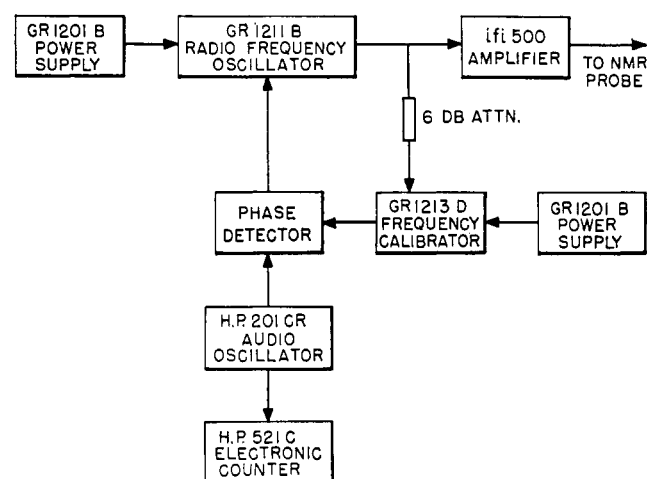 GR 1201 B
POWER
SUPPLY
GR 1211 B
RADIO FREQUENCY
OSCILLATOR
ifi 500
AMPLIFIER
TO NMR
PROBE
6 DB ATTN.
PHASE
DETECTOR
GR 1213 D
FREQUENCY
CALIBRATOR
GR 1201 B
POWER
SUPPLY
H.P. 201 CR
AUDIO
OSCILLATOR
H.P. 521 C
ELECTRONIC
COUNTER